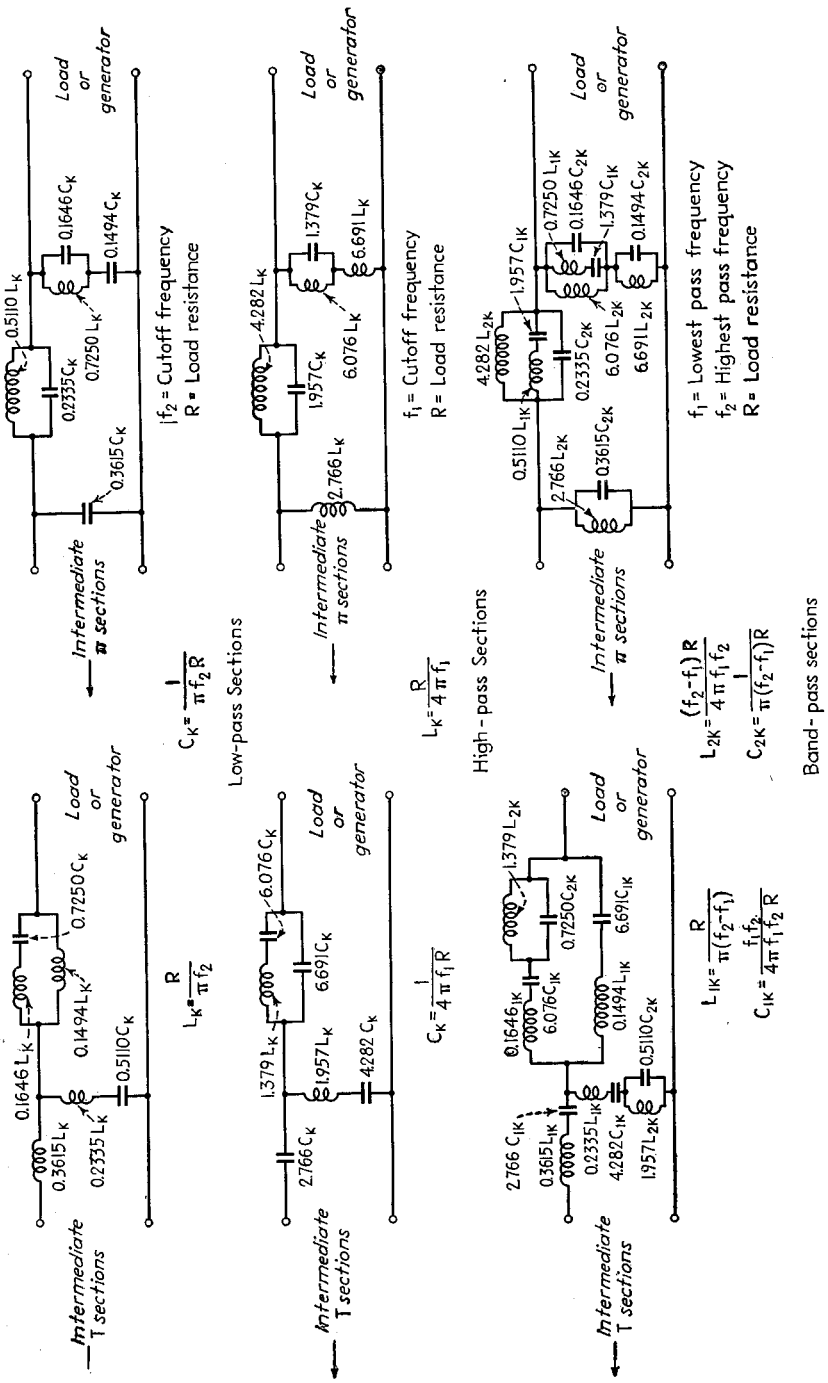 Intermediate
T sections
0.3615 L_K
0.1646 L_K
0.2335 L_K
0.5110 C_K
0.1494 L_K
0.7250 C_K
Load
or
generator
L_K = R / πf_2
C_K = 1 / πf_2 R
Low-pass Sections
Intermediate
π sections
0.3615 C_K
0.2335 C_K
0.5110 L_K
0.7250 L_K
0.1646 C_K
0.1494 C_K
Load
or
generator
|f_2 = Cutoff frequency
R = Load resistance
Intermediate
T sections
2.766 C_K
1.379 L_K
1.957 L_K
4.282 C_K
6.076 C_K
6.691 C_K
Load
or
generator
C_K = 1 / 4πf_1 R
L_K = R / 4πf_1
High-pass Sections
Intermediate
π sections
2.766 L_K
1.957 C_K
4.282 L_K
6.076 L_K
1.379 C_K
6.691 L_K
Load
or
generator
f_1 = Cutoff frequency
R = Load resistance
Intermediate
T sections
2.766 C_1K
0.3615 L_1K
0.2335 L_1K
4.282 C_1K
1.957 L_2K
0.5110 C_2K
0.1646 1K
6.076 C_1K
0.1494 L_1K
1.379 L_2K
0.7250 C_2K
6.691 C_1K
Load
or
generator
L_1K = R / π(f_2-f_1)
C_1K = f_1 f_2 / 4πf_1 f_2 R
L_2K = (f_2-f_1) R / 4πf_1 f_2
C_2K = 1 / π(f_2-f_1)R
Band-pass sections
Intermediate
π sections
2.766 L_2K
0.3615 C_2K
0.5110 L_1K
4.282 L_2K
1.957 C_1K
0.2335 C_2K
6.076 L_2K
6.691 L_2K
0.7250 L_1K
0.1646 C_2K
1.379 C_1K
0.1494 C_2K
Load
or
generator
f_1 = Lowest pass frequency
f_2 = Highest pass frequency
R = Load resistance